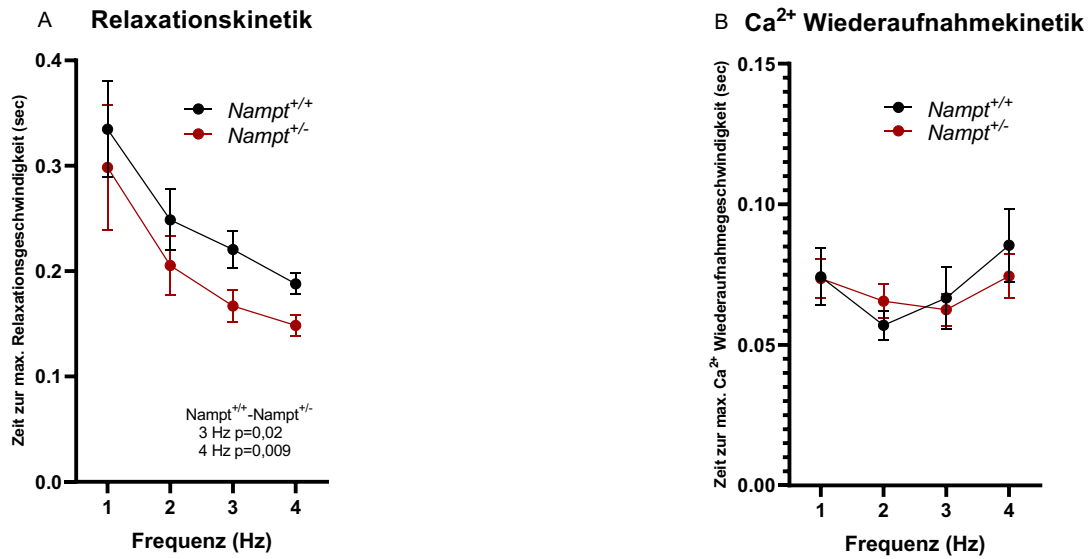 A
Relaxationskinetik
Zeit zur max. Relaxationsgeschwindigkeit (sec)
0.4
0.3
0.2
0.1
0.0
Nampt+/+
Nampt+/-
Nampt+/+-Nampt+/-
3 Hz p=0,02
4 Hz p=0,009
1 2 3 4
Frequenz (Hz)
B
Ca2+ Wiederaufnahmekinetik
Zeit zur max. Ca2+ Wiederaufnahmegeschwindigkeit (sec)
0.15
0.10
0.05
0.00
Nampt+/+
Nampt+/-
1 2 3 4
Frequenz (Hz)